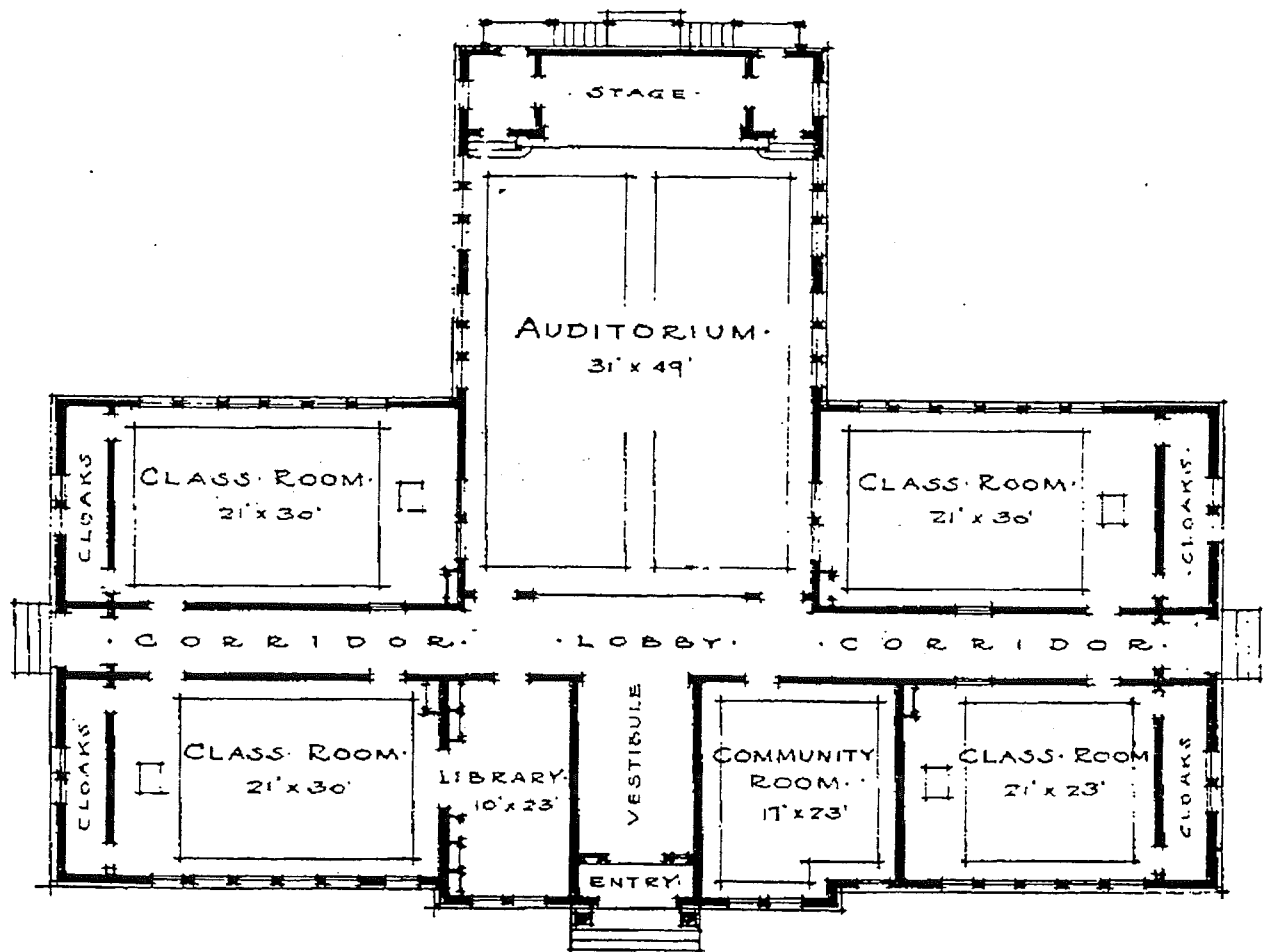 · STAGE ·
AUDITORIUM ·
31' x 49'
CLOAKS
CLASS · ROOM ·
21' x 30'
CLASS · ROOM ·
21' x 30'
· CLOAKS ·
· CORRIDOR ·
· LOBBY ·
· CORRIDOR ·
CLOAKS
CLASS · ROOM ·
21' x 30'
LIBRARY ·
10' x 23'
VESTIBULE
COMMUNITY
ROOM ·
17' x 23'
CLASS · ROOM
21' x 23'
CLOAKS
ENTRY ·